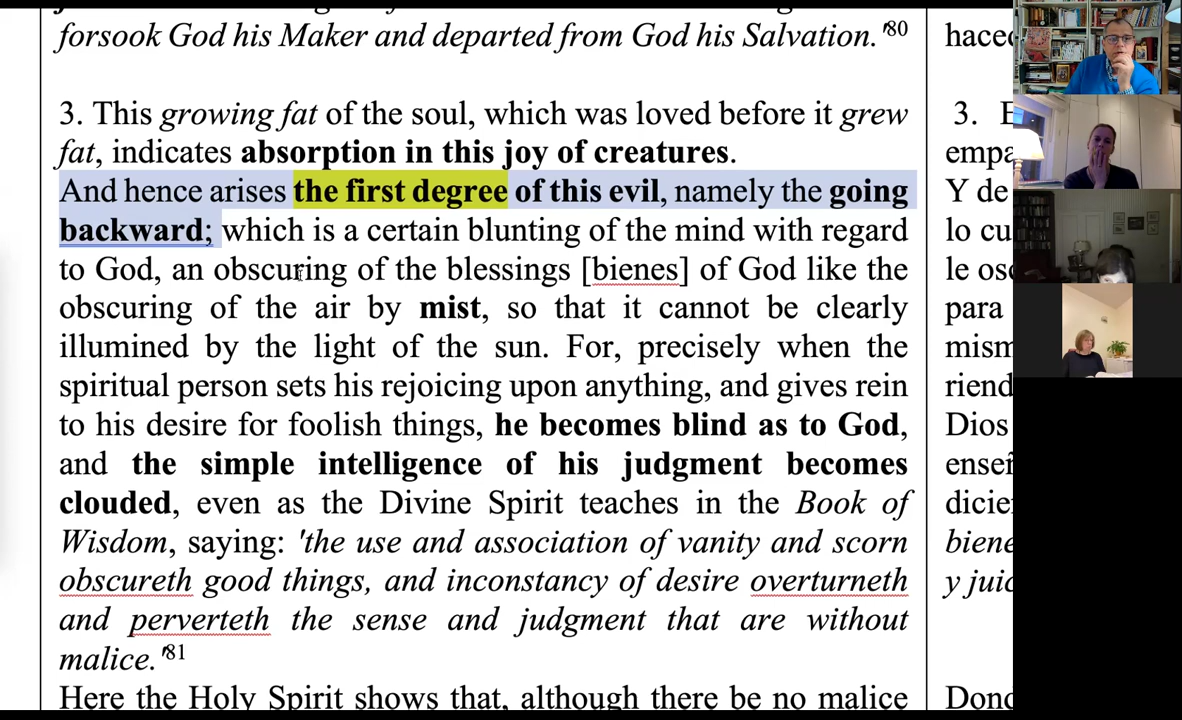 forsook God his Maker and departed from God his Salvation.'80
3. This growing fat of the soul, which was loved before it grew
fat, indicates absorption in this joy of creatures.
And hence arises the first degree of this evil, namely the going
backward; which is a certain blunting of the mind with regard
to God, an obscuring of the blessings [bienes] of God like the
obscuring of the air by mist, so that it cannot be clearly
illumined by the light of the sun. For, precisely when the
spiritual person sets his rejoicing upon anything, and gives rein
to his desire for foolish things, he becomes blind as to God,
and the simple intelligence of his judgment becomes
clouded, even as the Divine Spirit teaches in the Book of
Wisdom, saying: 'the use and association of vanity and scorn
obscureth good things, and inconstancy of desire overturneth
and perverteth the sense and judgment that are without
malice.'81
Here the Holy Spirit shows that, although there be no malice
3.
Y de
lo cu
para
Dios
y
Dond